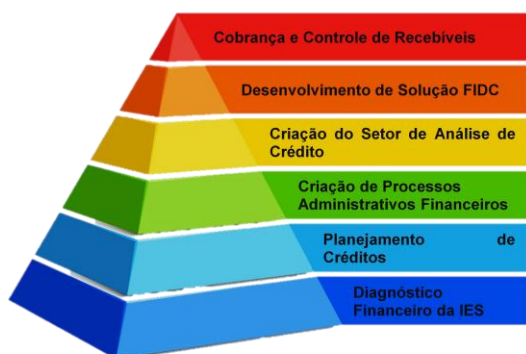 Cobrança e Controle de Recebíveis
Desenvolvimento de Solução FIDC
Criação do Setor de Análise de
Crédito
Criação de Processos
Administrativos Financeiros
Planejamento de
Créditos
Diagnóstico
Financeiro da IES